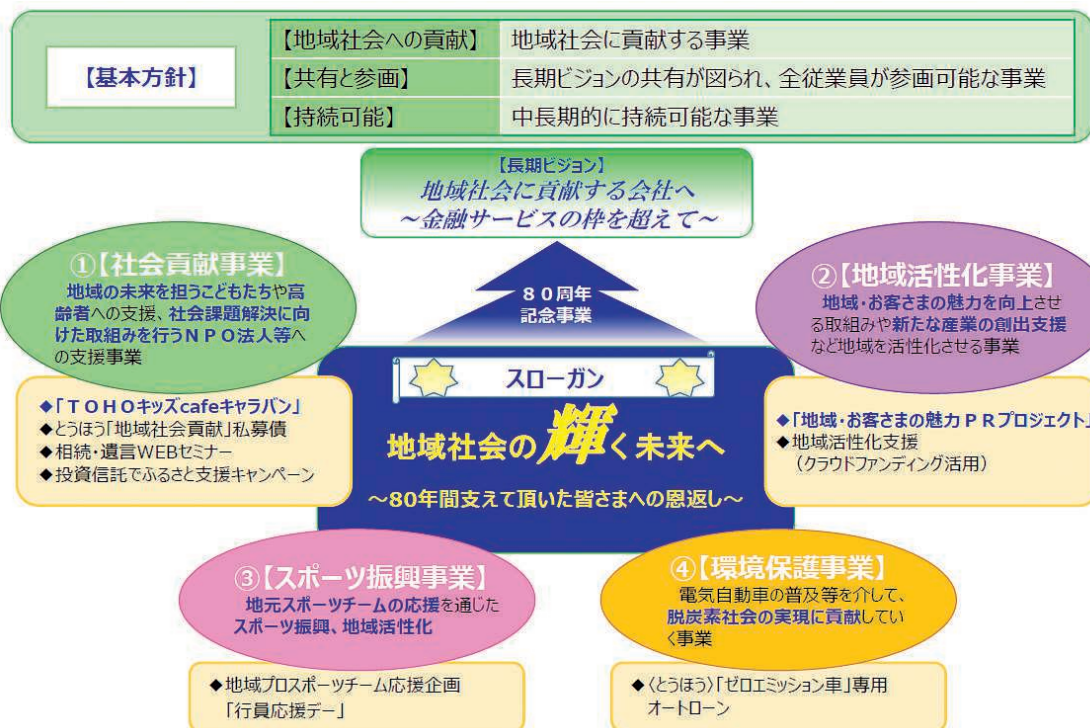 【基本方針】
【地域社会への貢献】 地域社会に貢献する事業
【共有と参画】 長期ビジョンの共有が図られ、全従業員が参画可能な事業
【持続可能】 中長期的に持続可能な事業
【長期ビジョン】
地域社会に貢献する会社へ
～金融サービスの枠を超えて～
８０周年
記念事業
①【社会貢献事業】
地域の未来を担うこどもたちや高
齢者への支援、社会課題解決に向
けた取組みを行うＮＰＯ法人等へ
の支援事業
◆「ＴＯＨＯキッズcafeキャラバン」
◆とうほう「地域社会貢献」私募債
◆相続・遺言WEBセミナー
◆投資信託でふるさと支援キャンペーン
②【地域活性化事業】
地域・お客さまの魅力を向上させ
る取組みや新たな産業の創出支援
など地域を活性化させる事業
◆「地域・お客さまの魅力ＰＲプロジェクト」
◆地域活性化支援
（クラウドファンディング活用）
スローガン
地域社会の輝く未来へ
～80年間支えて頂いた皆さまへの恩返し～
③【スポーツ振興事業】
地元スポーツチームの応援を通じた
スポーツ振興、地域活性化
◆地域プロスポーツチーム応援企画
「行員応援デー」
④【環境保護事業】
電気自動車の普及等を介して、
脱炭素社会の実現に貢献してい
く事業
◆〈とうほう〉「ゼロエミッション車」専用
オートローン